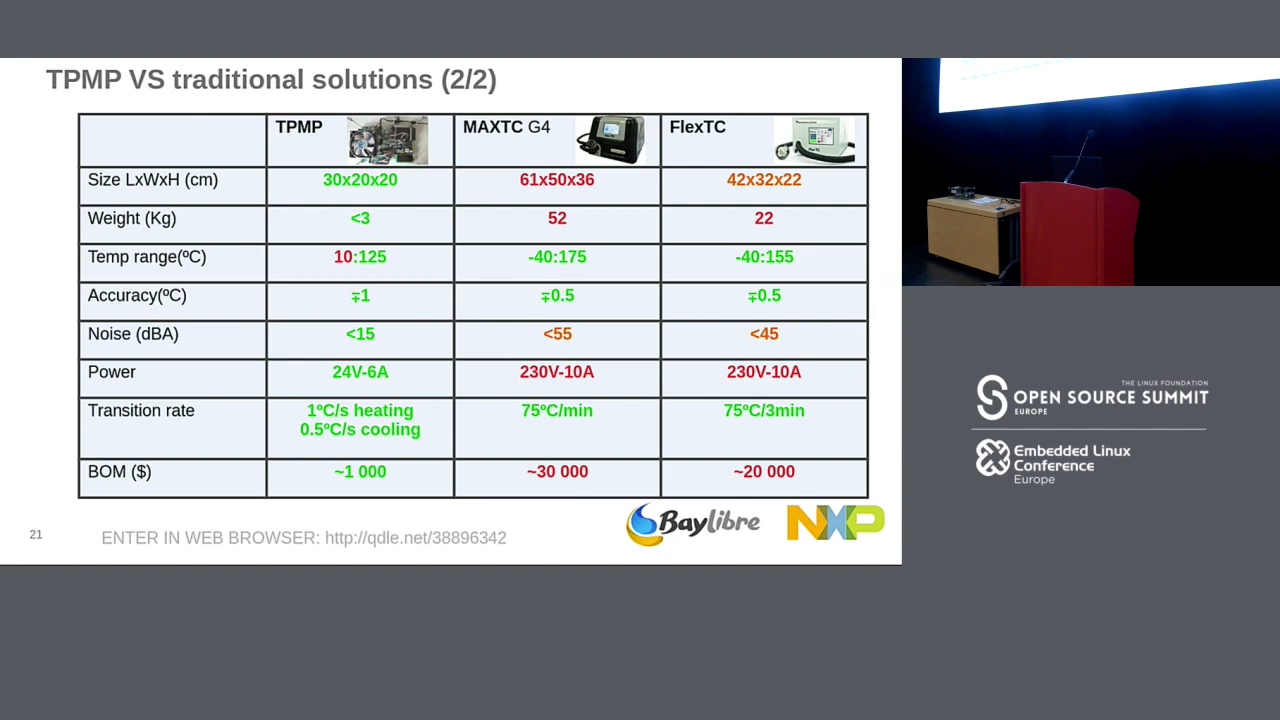 TPMP VS traditional solutions (2/2)
TPMP MAXTC G4 FlexTC
Size LxWxH (cm) 30x20x20 61x50x36 42x32x22
Weight (Kg) <3 52 22
Temp range(ºC) 10:125 -40:175 -40:155
Accuracy(ºC) ∓1 ∓0.5 ∓0.5
Noise (dBA) <15 <55 <45
Power 24V-6A 230V-10A 230V-10A
Transition rate 1ºC/s heating 75ºC/min 75ºC/3min
0.5ºC/s cooling
BOM ($) ~1 000 ~30 000 ~20 000
Baylibre NXP
21 ENTER IN WEB BROWSER: http://qdle.net/38896342
THE LINUX FOUNDATION
OPEN SOURCE SUMMIT
EUROPE
Embedded Linux
Conference
Europe